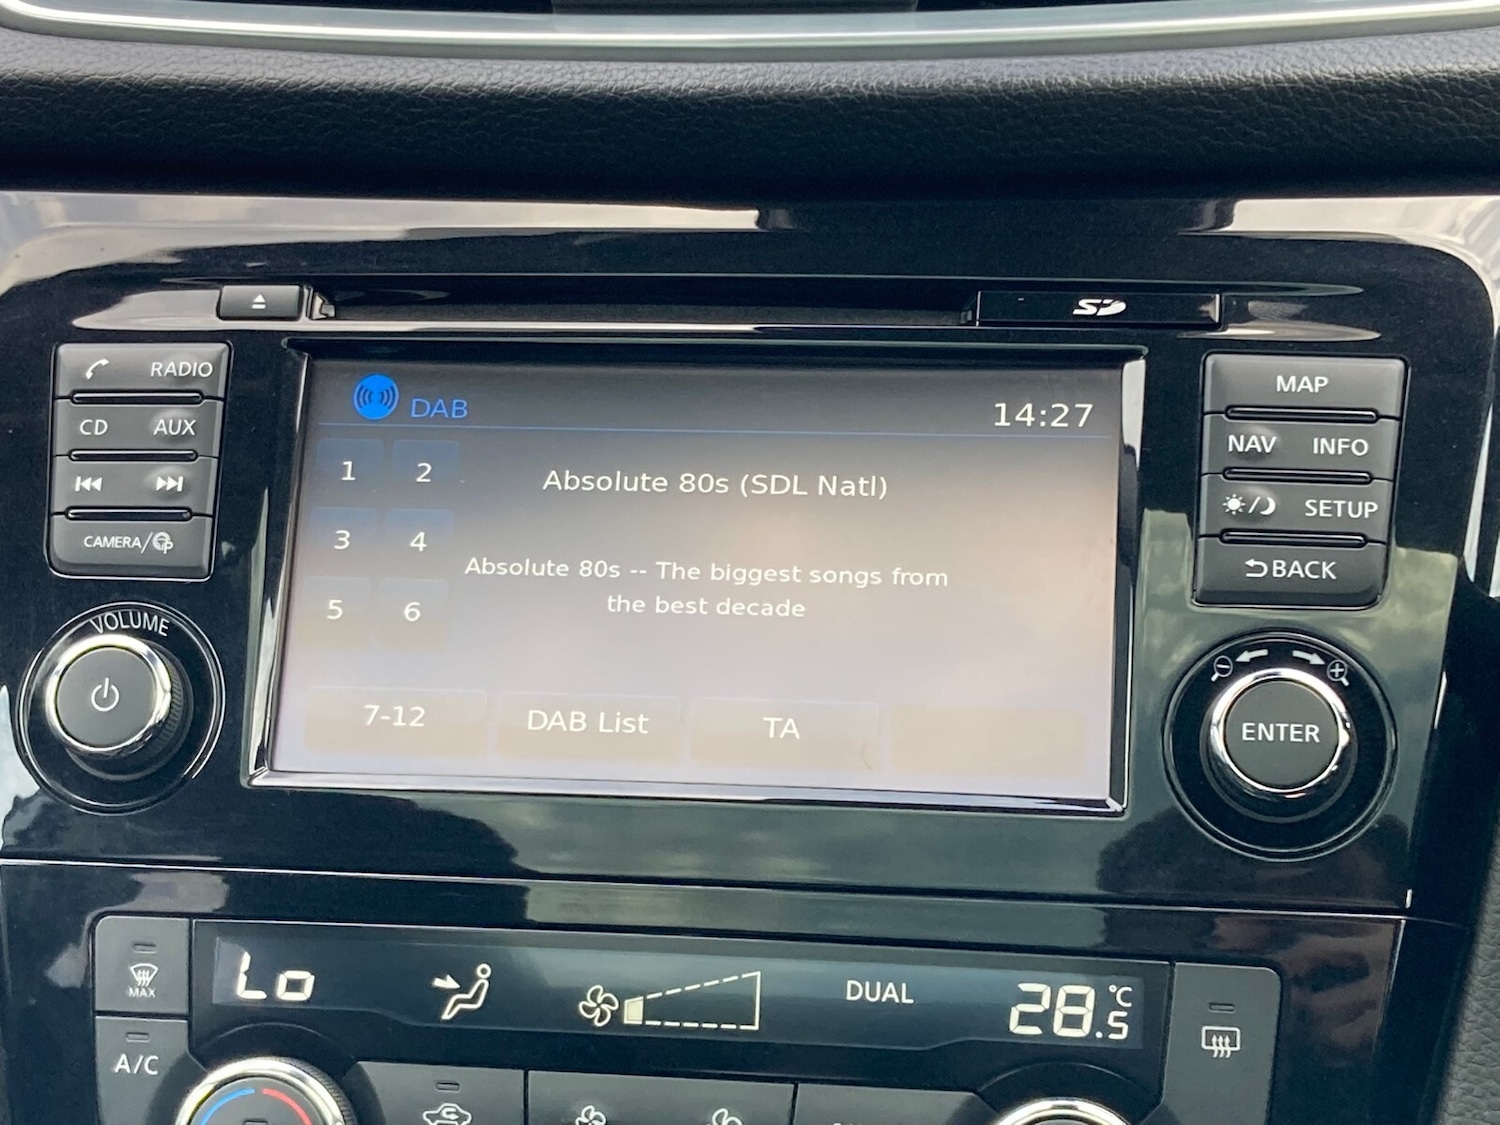 SD
RADIO
CD AUX
CAMERA/
VOLUME
DAB
14:27
1 2
3 4
5 6
Absolute 80s (SDL Natl)
Absolute 80s -- The biggest songs from
the best decade
7-12 DAB List TA
MAP
NAV INFO
SETUP
BACK
ENTER
MAX
A/C
Lo
DUAL
28.5 °C